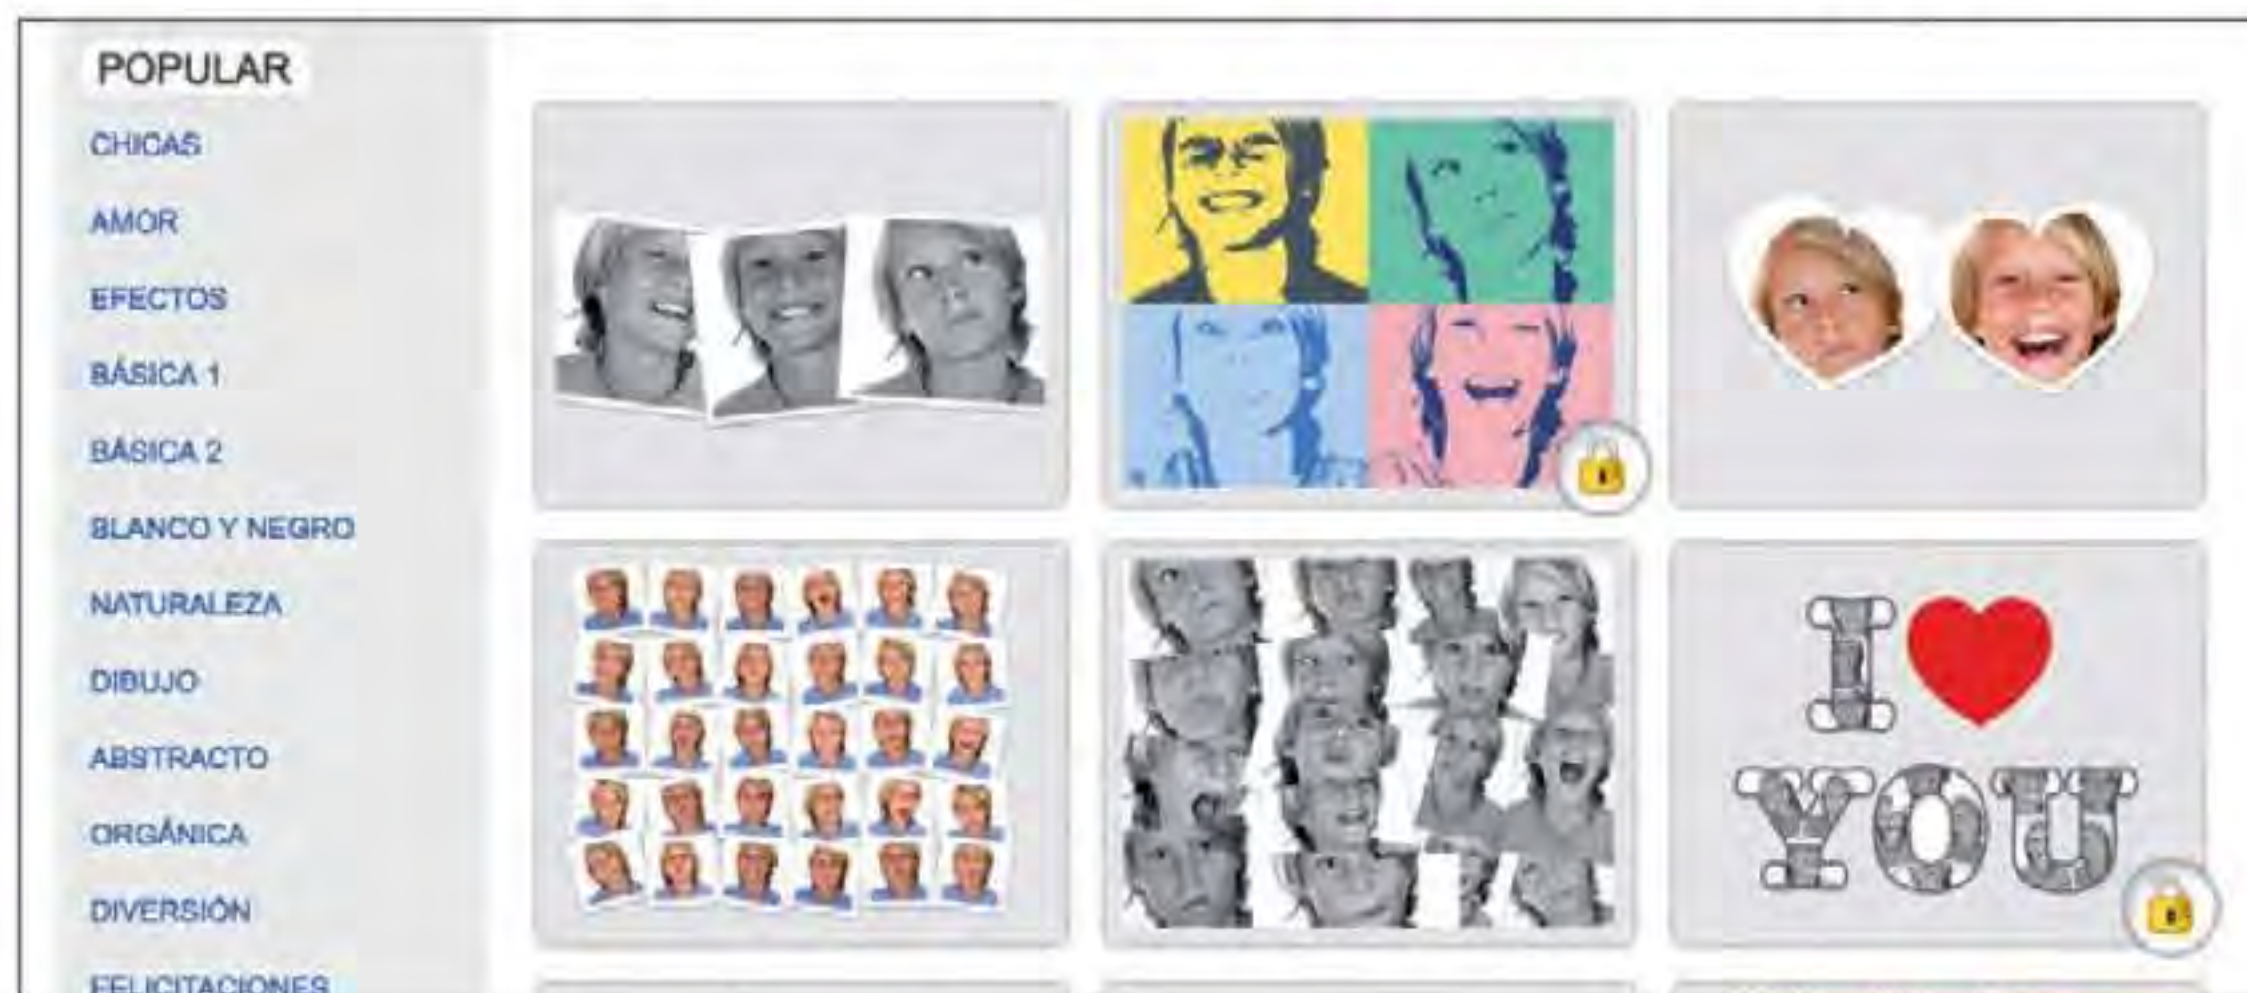 POPULAR
CHICAS
AMOR
EFECTOS
BÁSICA 1
BÁSICA 2
BLANCO Y NEGRO
NATURALEZA
DIBUJO
ABSTRACTO
ORGÁNICA
DIVERSIÓN
FELICITACIONES
I
YOU